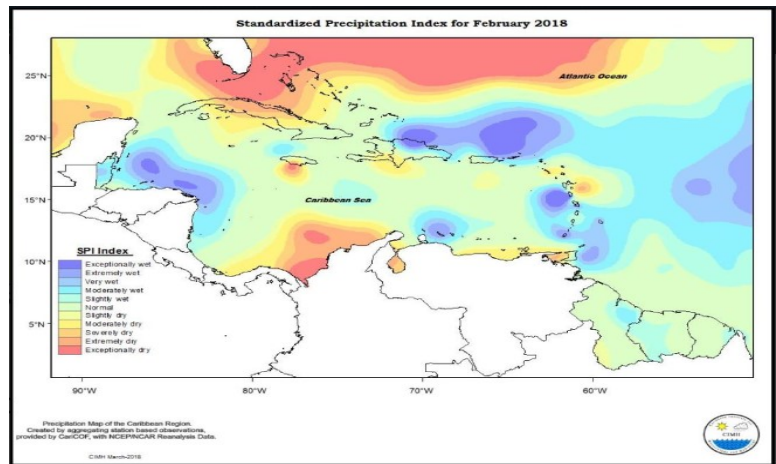 Standardized Precipitation Index for February 2018
25°N
Atlantic Ocean
20°N
15°N
Caribbean Sea
SPI Index
Exceptionally wet
Extremely wet
Very wet
Moderately wet
Slightly wet
Normal
Slightly dry
Moderately dry
Severely dry
Extremely dry
Exceptionally dry
10°N
5°N
90°W
80°W
70°W
60°W
Precipitation Map of the Caribbean Region.
Created by aggregating station based observations,
provided by CariCOF, with NCEP/NCAR Reanalysis Data.
CIMH March-2018
CIMH